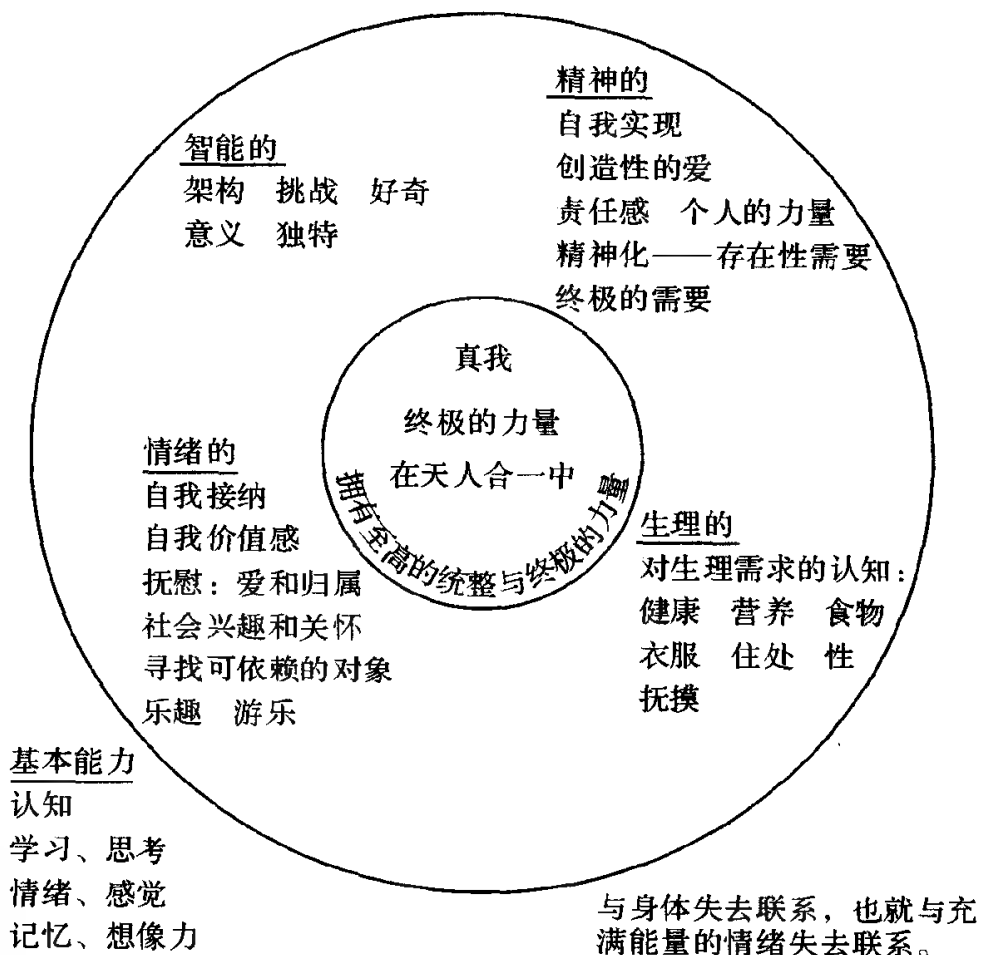 精神的
自我实现
创造性的爱
责任感 个人的力量
精神化——存在性需要
终极的需要
智能的
架构 挑战 好奇
意义 独特
真我
终极的力量
在天人合一中
拥有至高的统整与终极的力量
情绪的
自我接纳
自我价值感
抚慰：爱和归属
社会兴趣和关怀
寻找可依赖的对象
乐趣 游乐
生理的
对生理需求的认知：
健康 营养 食物
衣服 住处 性
抚摸
基本能力
认知
学习、思考
情绪、感觉
记忆、想像力
与身体失去联系，也就与充
满能量的情绪失去联系。